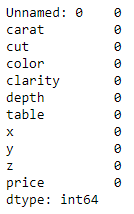 Unnamed: 0    0
carat         0
cut           0
color         0
clarity       0
depth         0
table         0
x             0
y             0
z             0
price         0
dtype: int64